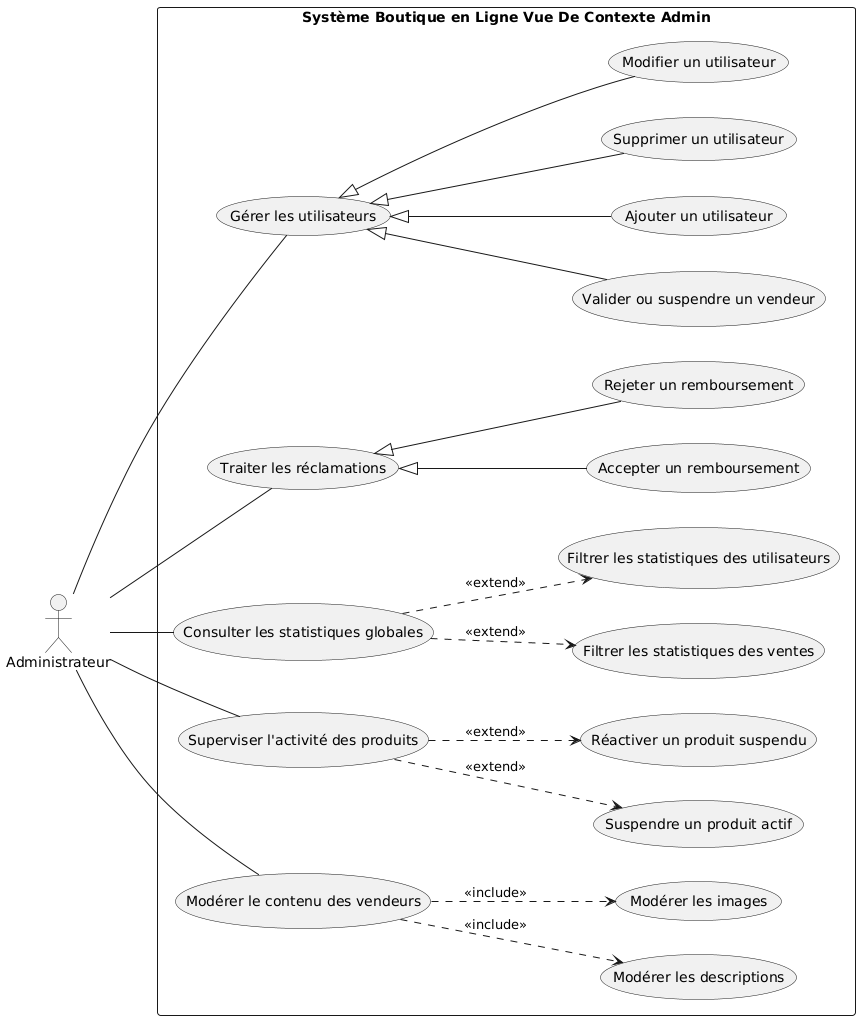 Système Boutique en Ligne Vue De Contexte Admin
Modifier un utilisateur
Supprimer un utilisateur
Gérer les utilisateurs
Ajouter un utilisateur
Valider ou suspendre un vendeur
Rejeter un remboursement
Traiter les réclamations
Accepter un remboursement
Filtrer les statistiques des utilisateurs
«extend»
Administrateur
Consulter les statistiques globales
«extend»
Filtrer les statistiques des ventes
Superviser l'activité des produits
«extend»
Réactiver un produit suspendu
«extend»
Suspendre un produit actif
Modérer le contenu des vendeurs
«include»
Modérer les images
«include»
Modérer les descriptions